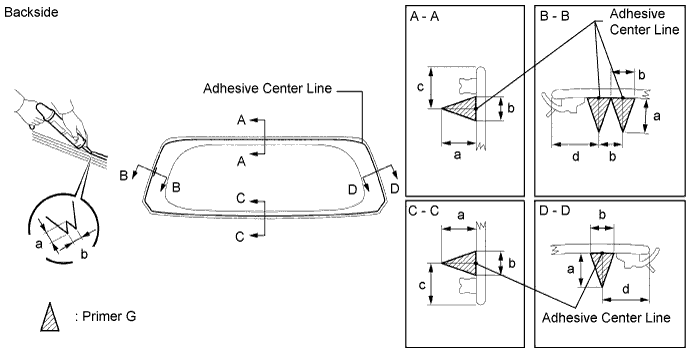 Backside
Adhesive Center Line
A
A
B
B
C
C
D
D
a
b
: Primer G
A - A
c
b
a
B - B
Adhesive
Center Line
b
a
d
b
C - C
a
b
c
D - D
b
a
d
Adhesive Center Line